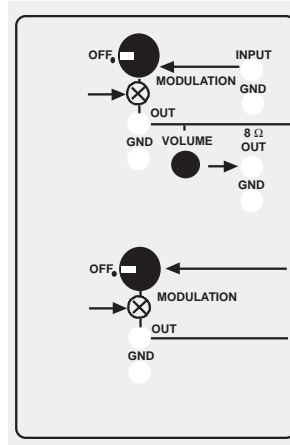 OFF
INPUT
MODULATION
GND
OUT
8 Ω
GND
VOLUME
OUT
GND
OFF
MODULATION
OUT
GND